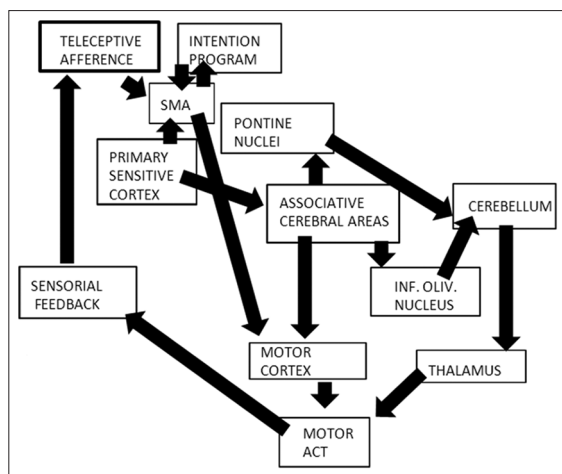 TELECEPTIVE
AFFERENCE
INTENTION
PROGRAM
SMA
PONTINE
NUCLEI
PRIMARY
SENSITIVE
CORTEX
ASSOCIATIVE
CEREBRAL AREAS
CEREBELLUM
SENSORIAL
FEEDBACK
INF. OLIV.
NUCLEUS
MOTOR
CORTEX
THALAMUS
MOTOR
ACT